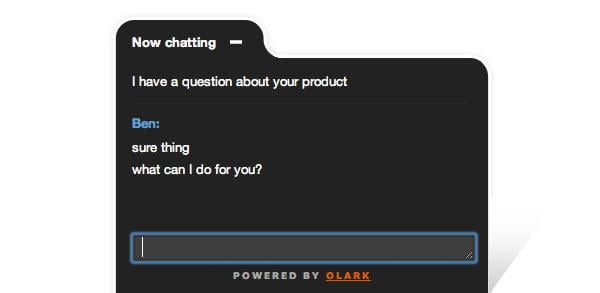 Now chatting
I have a question about your product
Ben:
sure thing
what can I do for you?
POWERED BY OLARK